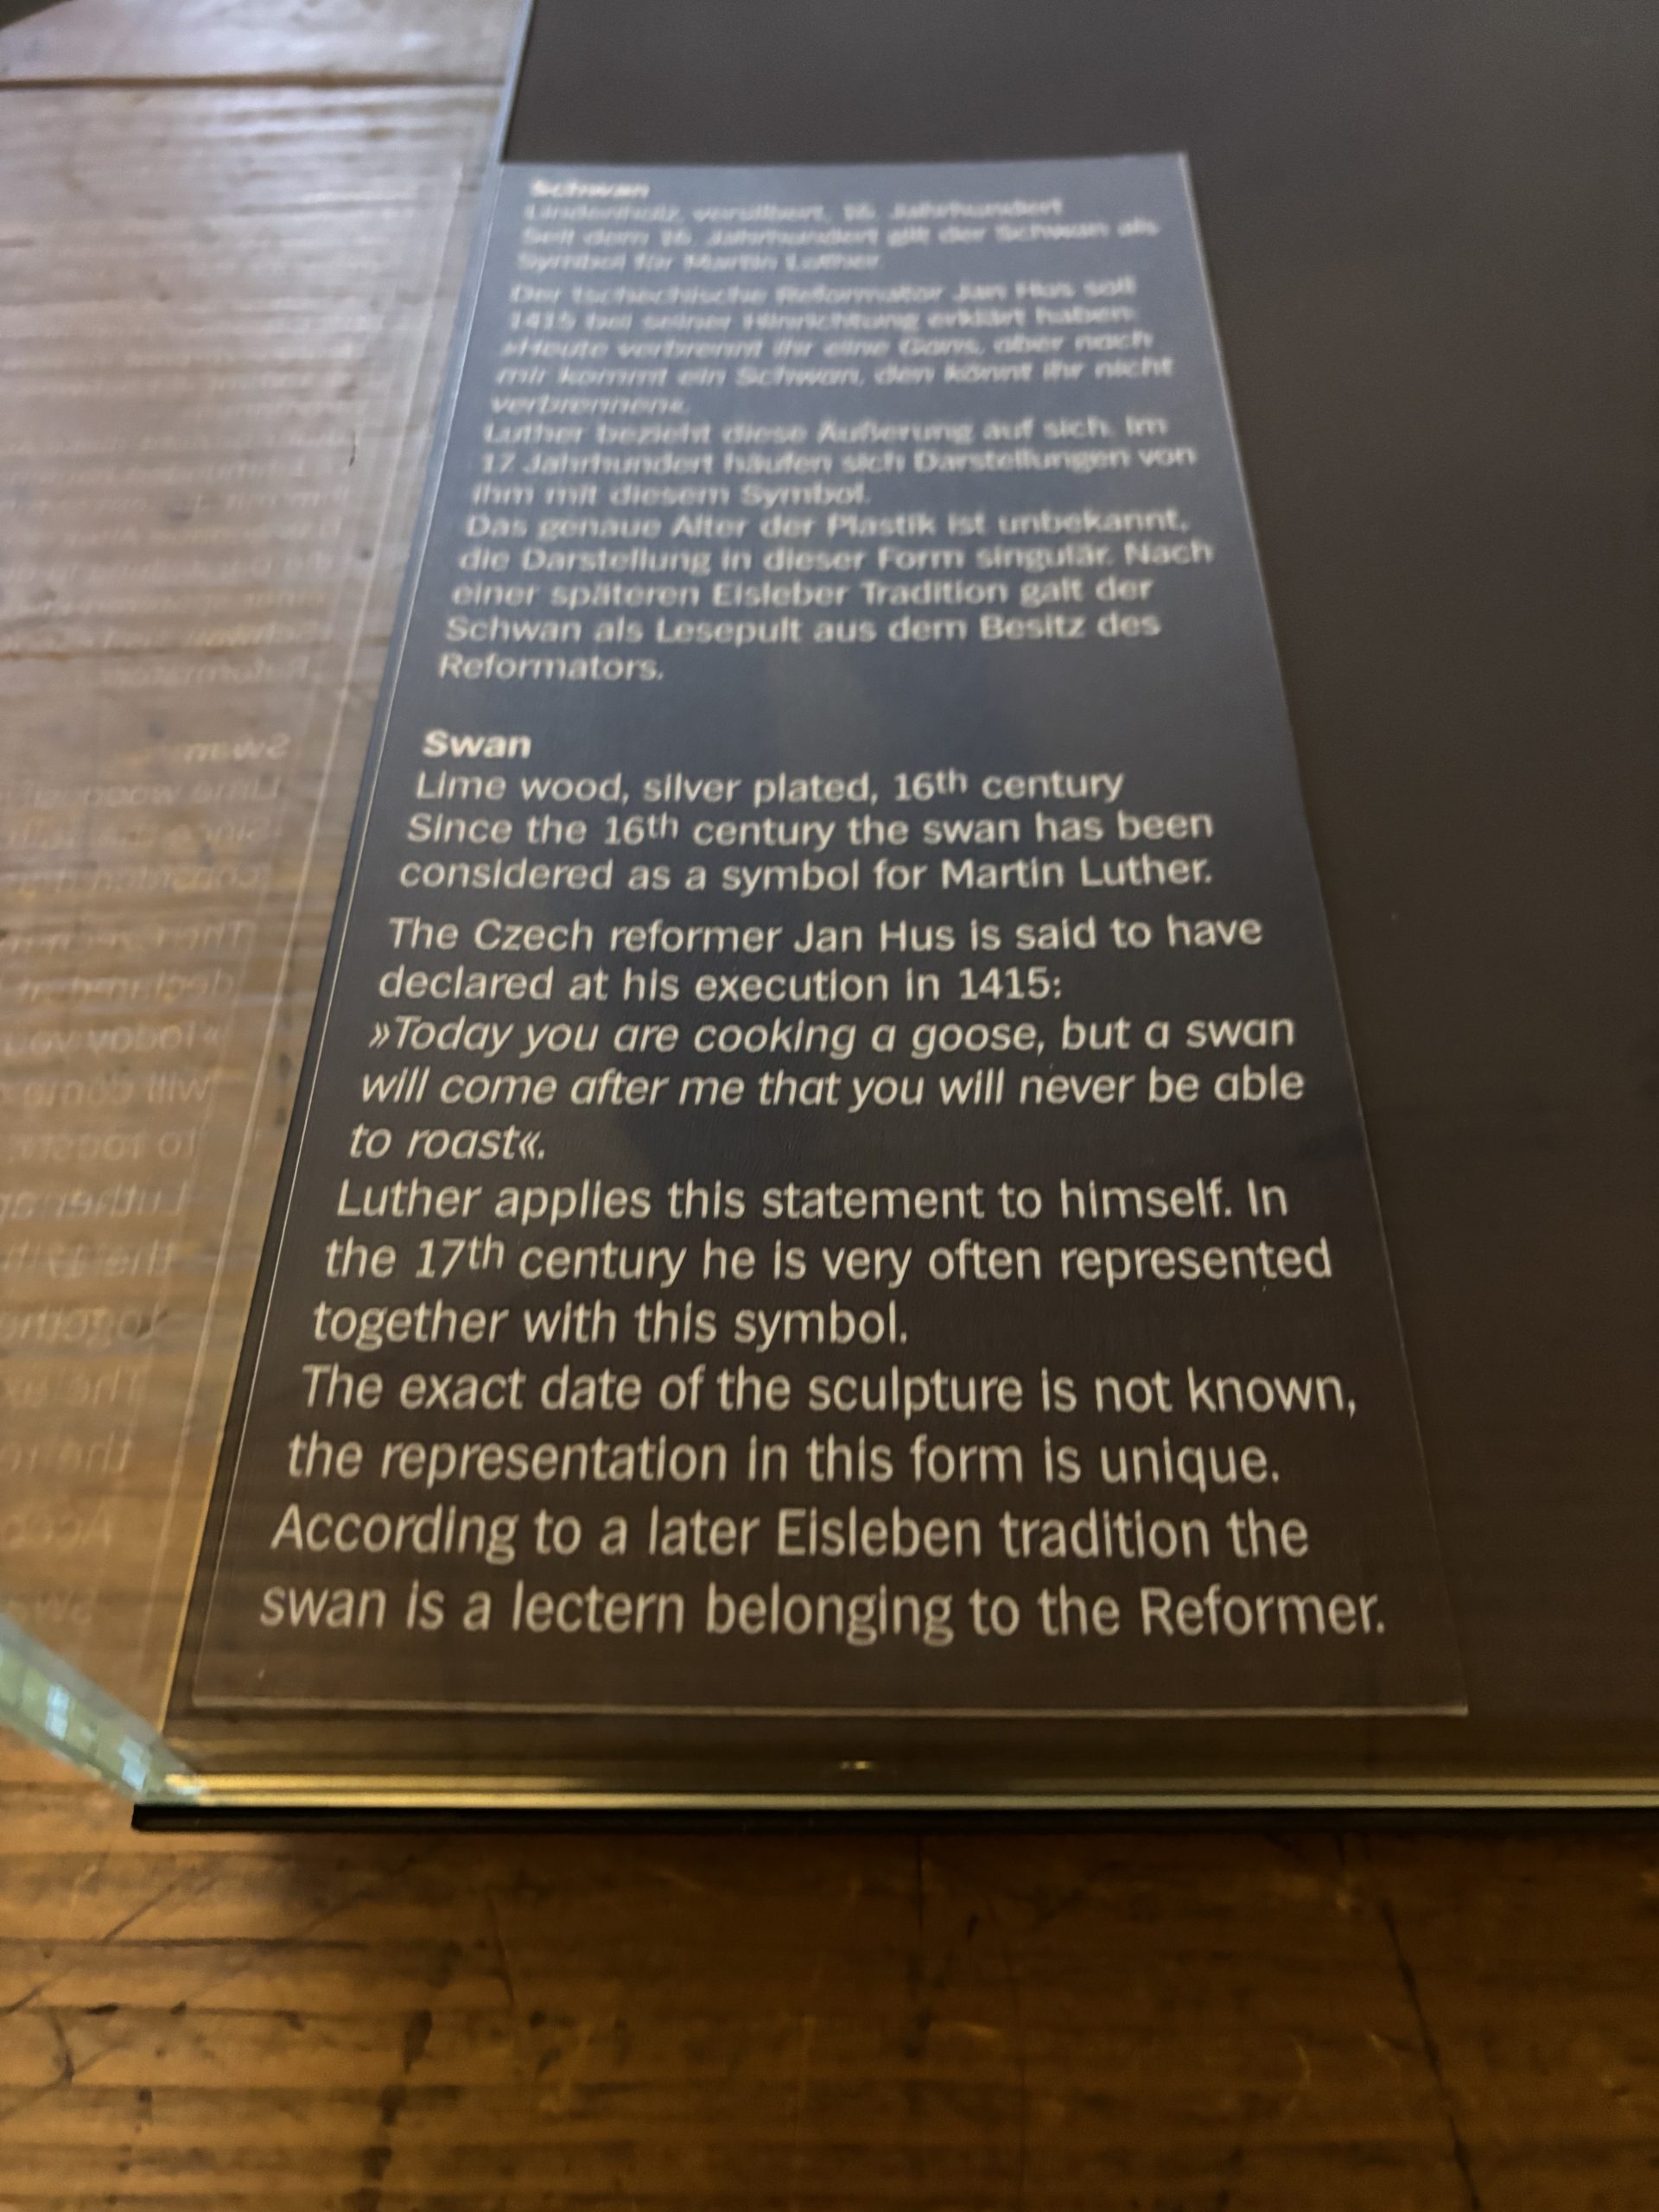 Schwan
Lindenholz, versilbert, 16. Jahrhundert
Seit dem 16. Jahrhundert gilt der Schwan als
Symbol für Martin Luther.
Der tschechische Reformator Jan Hus soll
1415 bei seiner Hinrichtung erklärt haben:
»Heute verbrennt ihr eine Gans, aber nach
mir kommt ein Schwan, den könnt ihr nicht
verbrennen«.
Luther bezieht diese Äußerung auf sich. Im
17. Jahrhundert häufen sich Darstellungen von
ihm mit diesem Symbol.
Das genaue Alter der Plastik ist unbekannt,
die Darstellung in dieser Form singulär. Nach
einer späteren Eisleber Tradition galt der
Schwan als Lesepult aus dem Besitz des
Reformators.
Swan
Lime wood, silver plated, 16th century
Since the 16th century the swan has been
considered as a symbol for Martin Luther.
The Czech reformer Jan Hus is said to have
declared at his execution in 1415:
»Today you are cooking a goose, but a swan
will come after me that you will never be able
to roast«.
Luther applies this statement to himself. In
the 17th century he is very often represented
together with this symbol.
The exact date of the sculpture is not known,
the representation in this form is unique.
According to a later Eisleben tradition the
swan is a lectern belonging to the Reformer.